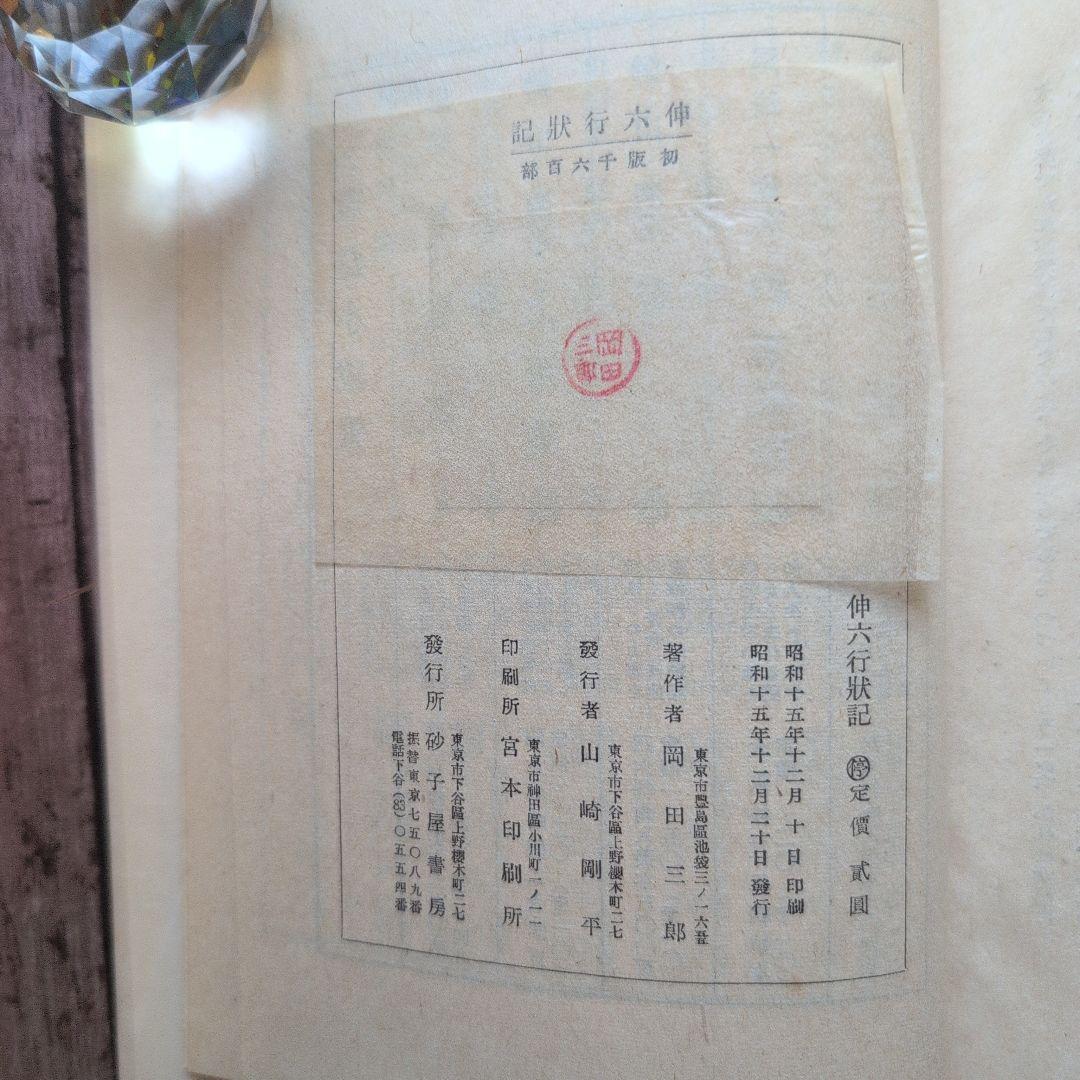 伸六行狀記
初版千六百部
岡田
三郎
伸六行狀記 停 定價貳圓
昭和十五年十二月十日印刷
昭和十五年十二月二十日發行
東京市豐島區池袋三ノ一六五
著作者 岡田三郎
東京市下谷區上野櫻木町二七
發行者 山崎剛平
東京市神田區小川町一ノ一二
印刷所 宮本印刷所
東京市下谷區上野櫻木町二七
發行所 砂子屋書房
振替東京七五〇八九番
電話下谷(83)〇五五四番